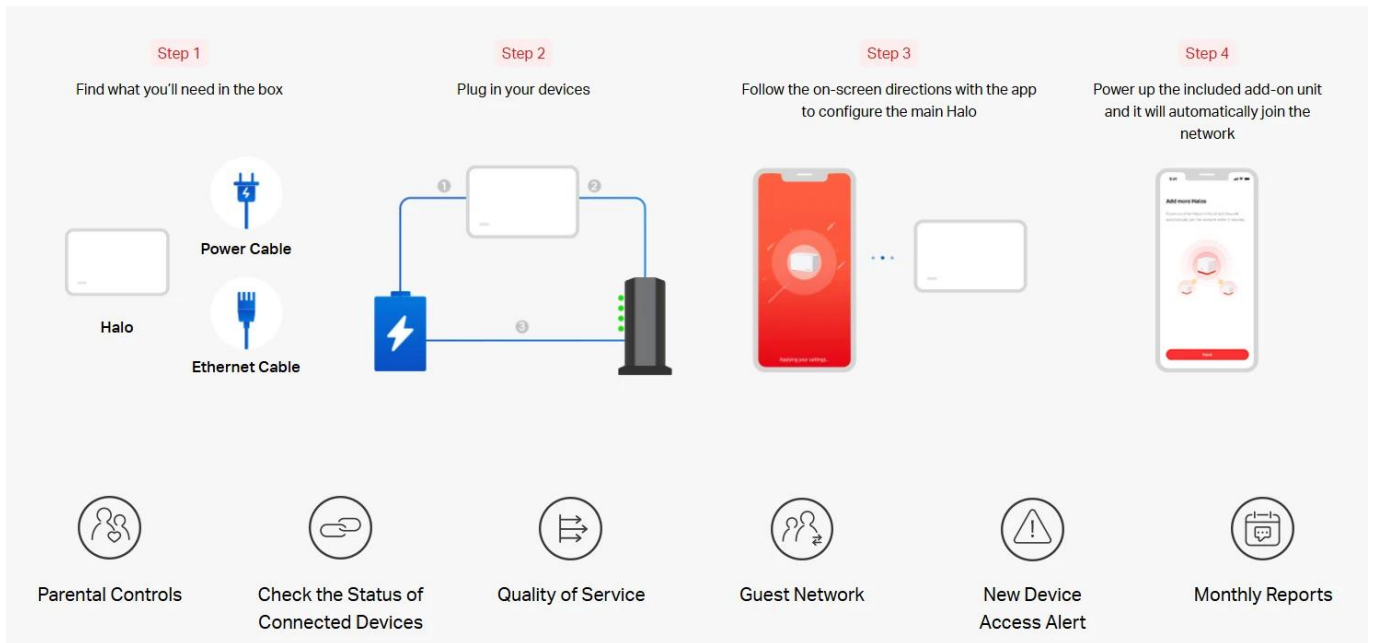 Step 1
Find what you'll need in the box
Power Cable
Halo
Ethernet Cable
Step 2
Plug in your devices
1
2
3
Step 3
Follow the on-screen directions with the app
to configure the main Halo
Applying your settings...
Step 4
Power up the included add-on unit
and it will automatically join the
network
Add more Halos
Parental Controls
Check the Status of
Connected Devices
Quality of Service
Guest Network
New Device
Access Alert
Monthly Reports